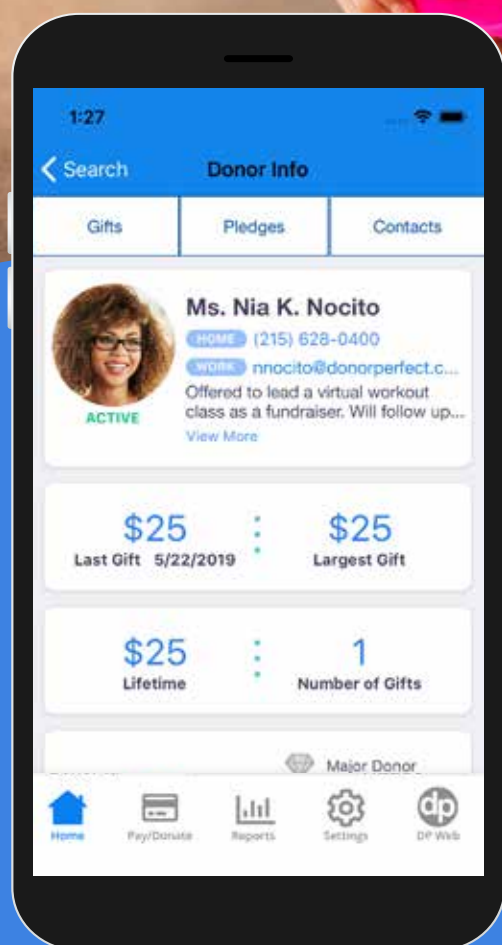 1:27
Search
Donor Info
Gifts
Pledges
Contacts
Ms. Nia K. Nocito
HOME (215) 628-0400
WORK nnocito@donorperfect.c...
Offered to lead a virtual workout
class as a fundraiser. Will follow up...
View More
ACTIVE
$25
Last Gift 5/22/2019
$25
Largest Gift
$25
Lifetime
1
Number of Gifts
Major Donor
Home
Pay/Donate
Reports
Settings
dp
DP Web